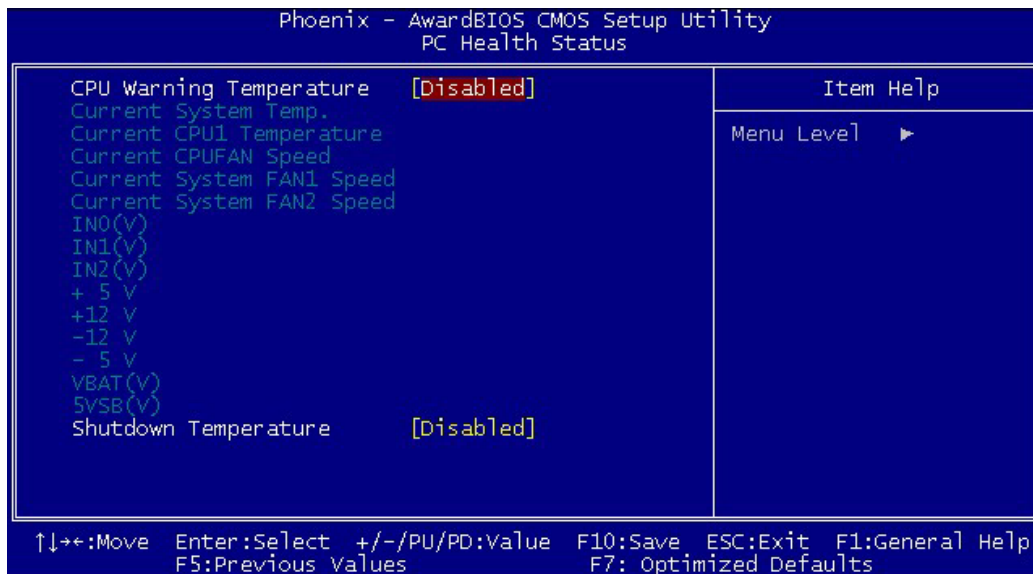 Phoenix - AwardBIOS CMOS Setup Utility
PC Health Status
CPU Warning Temperature [Disabled]
Current System Temp.
Current CPU1 Temperature
Current CPUFAN Speed
Current System FAN1 Speed
Current System FAN2 Speed
IN0(V)
IN1(V)
IN2(V)
+ 5 V
+12 V
-12 V
- 5 V
VBAT(V)
5VSB(V)
Shutdown Temperature [Disabled]
Item Help
Menu Level ►
↑↓→←:Move Enter:Select +/-/PU/PD:Value F10:Save ESC:Exit F1:General Help
F5:Previous Values F7: Optimized Defaults